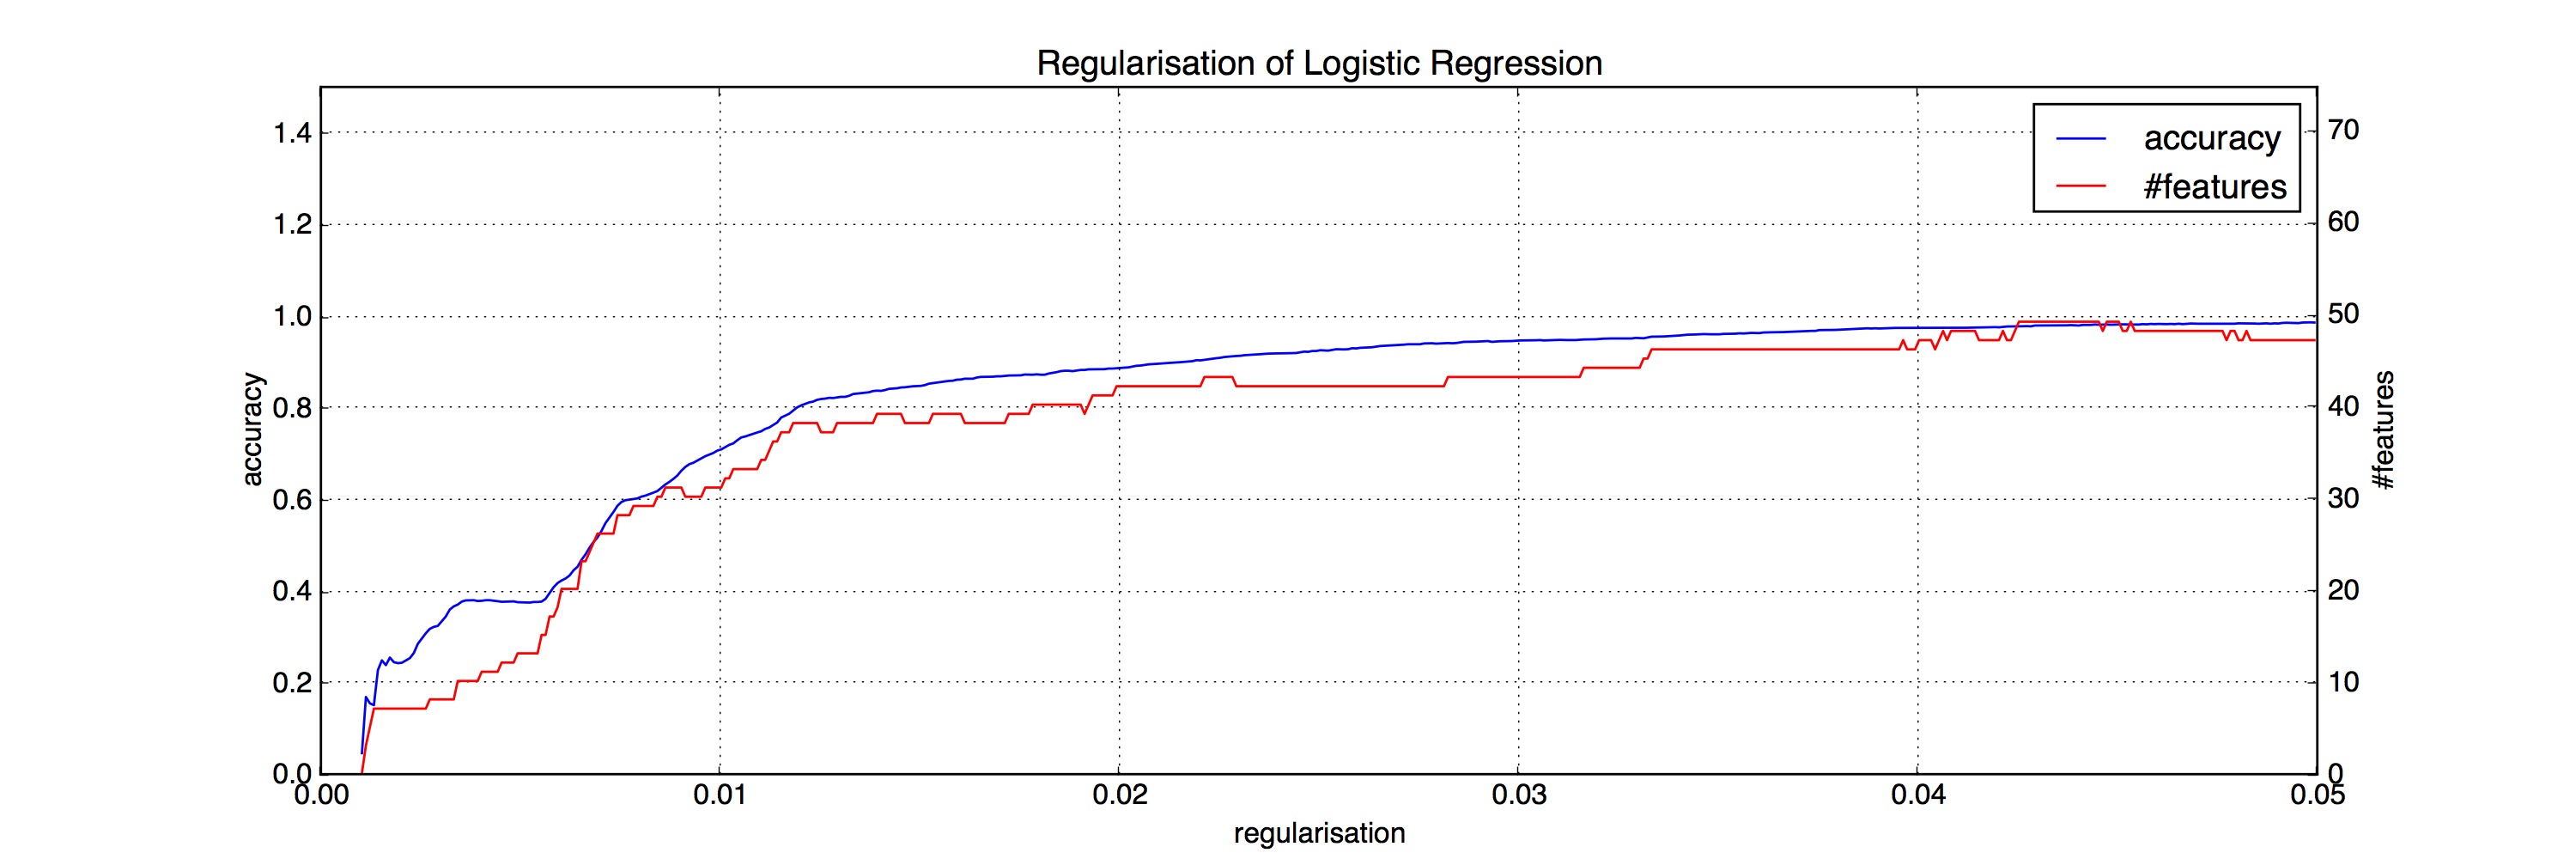 Regularisation of Logistic Regression
1.4
1.2
1.0
0.8
0.6
0.4
0.2
0.0
accuracy
accuracy
#features
70
60
50
40
30
20
10
0
#features
0.00 0.01 0.02 0.03 0.04 0.05
regularisation